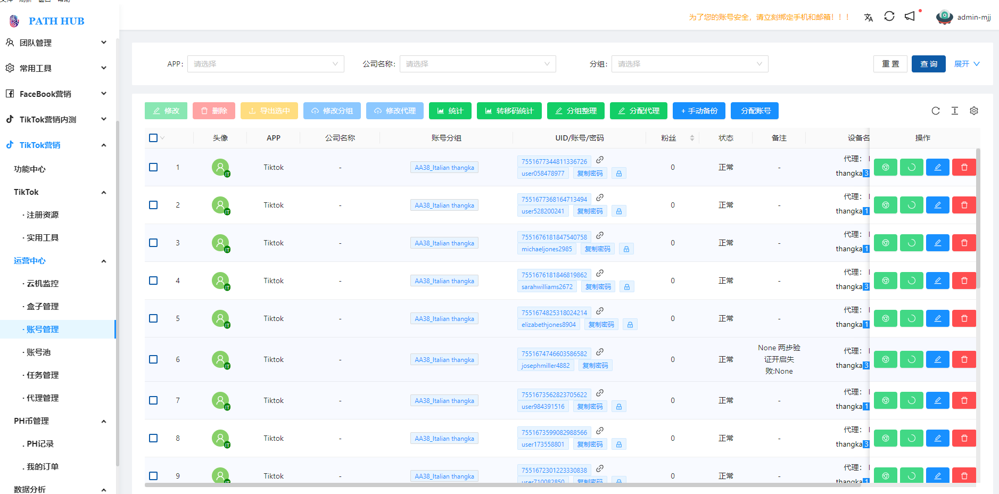 文件 刷新 窗口 帮助
PATH HUB
为了您的账号安全，请立刻绑定手机和邮箱！！！
admin-mjj
团队管理
常用工具
FaceBook营销
TikTok营销内测
TikTok营销
功能中心
TikTok
· 注册资源
· 实用工具
运营中心
· 云机监控
· 盒子管理
· 账号管理
· 账号池
· 任务管理
· 代理管理
PH币管理
. PH记录
. 我的订单
数据分析
APP: 请选择 公司名称: 请选择 分组: 请选择 重 置 查 询 展开
修改 删除 导出选中 修改分组 修改代理 统计 转移码统计 分组整理 分配代理 + 手动备份 分配账号
头像 APP 公司名称 账号分组 UID/账号/密码 粉丝 状态 备注 设备名 操作
1 IT Tiktok - AA38_Italian thangka 7551677344811336726 0 正常 - 代理:
user058478977 复制密码 thangka3
2 IT Tiktok - AA38_Italian thangka 7551677368164713494 0 正常 - 代理:
user528200241 复制密码 thangka1
3 IT Tiktok - AA38_Italian thangka 7551676181847540758 0 正常 - 代理:
michaeljones2985 复制密码 thangka1
4 IT Tiktok - AA38_Italian thangka 7551676181846819862 0 正常 - 代理:
sarahwilliams2672 复制密码 thangka3
5 IT Tiktok - AA38_Italian thangka 7551674825318024214 0 正常 - 代理:
elizabethjones8904 复制密码 thangka1
6 IT Tiktok - AA38_Italian thangka 7551674746603586582 0 正常 None 两步验 代理:
josephmiller4882 复制密码 证开启失 thangka3
败:None
7 IT Tiktok - AA38_Italian thangka 7551673562823705622 0 正常 - 代理:
user984391516 复制密码 thangka1
8 IT Tiktok - AA38_Italian thangka 7551673599082988566 0 正常 - 代理:
user173558801 复制密码 thangka3
9 IT Tiktok - AA38_Italian thangka 7551672301223330838 0 正常 - 代理:
user710082850 复制密码 thangka1